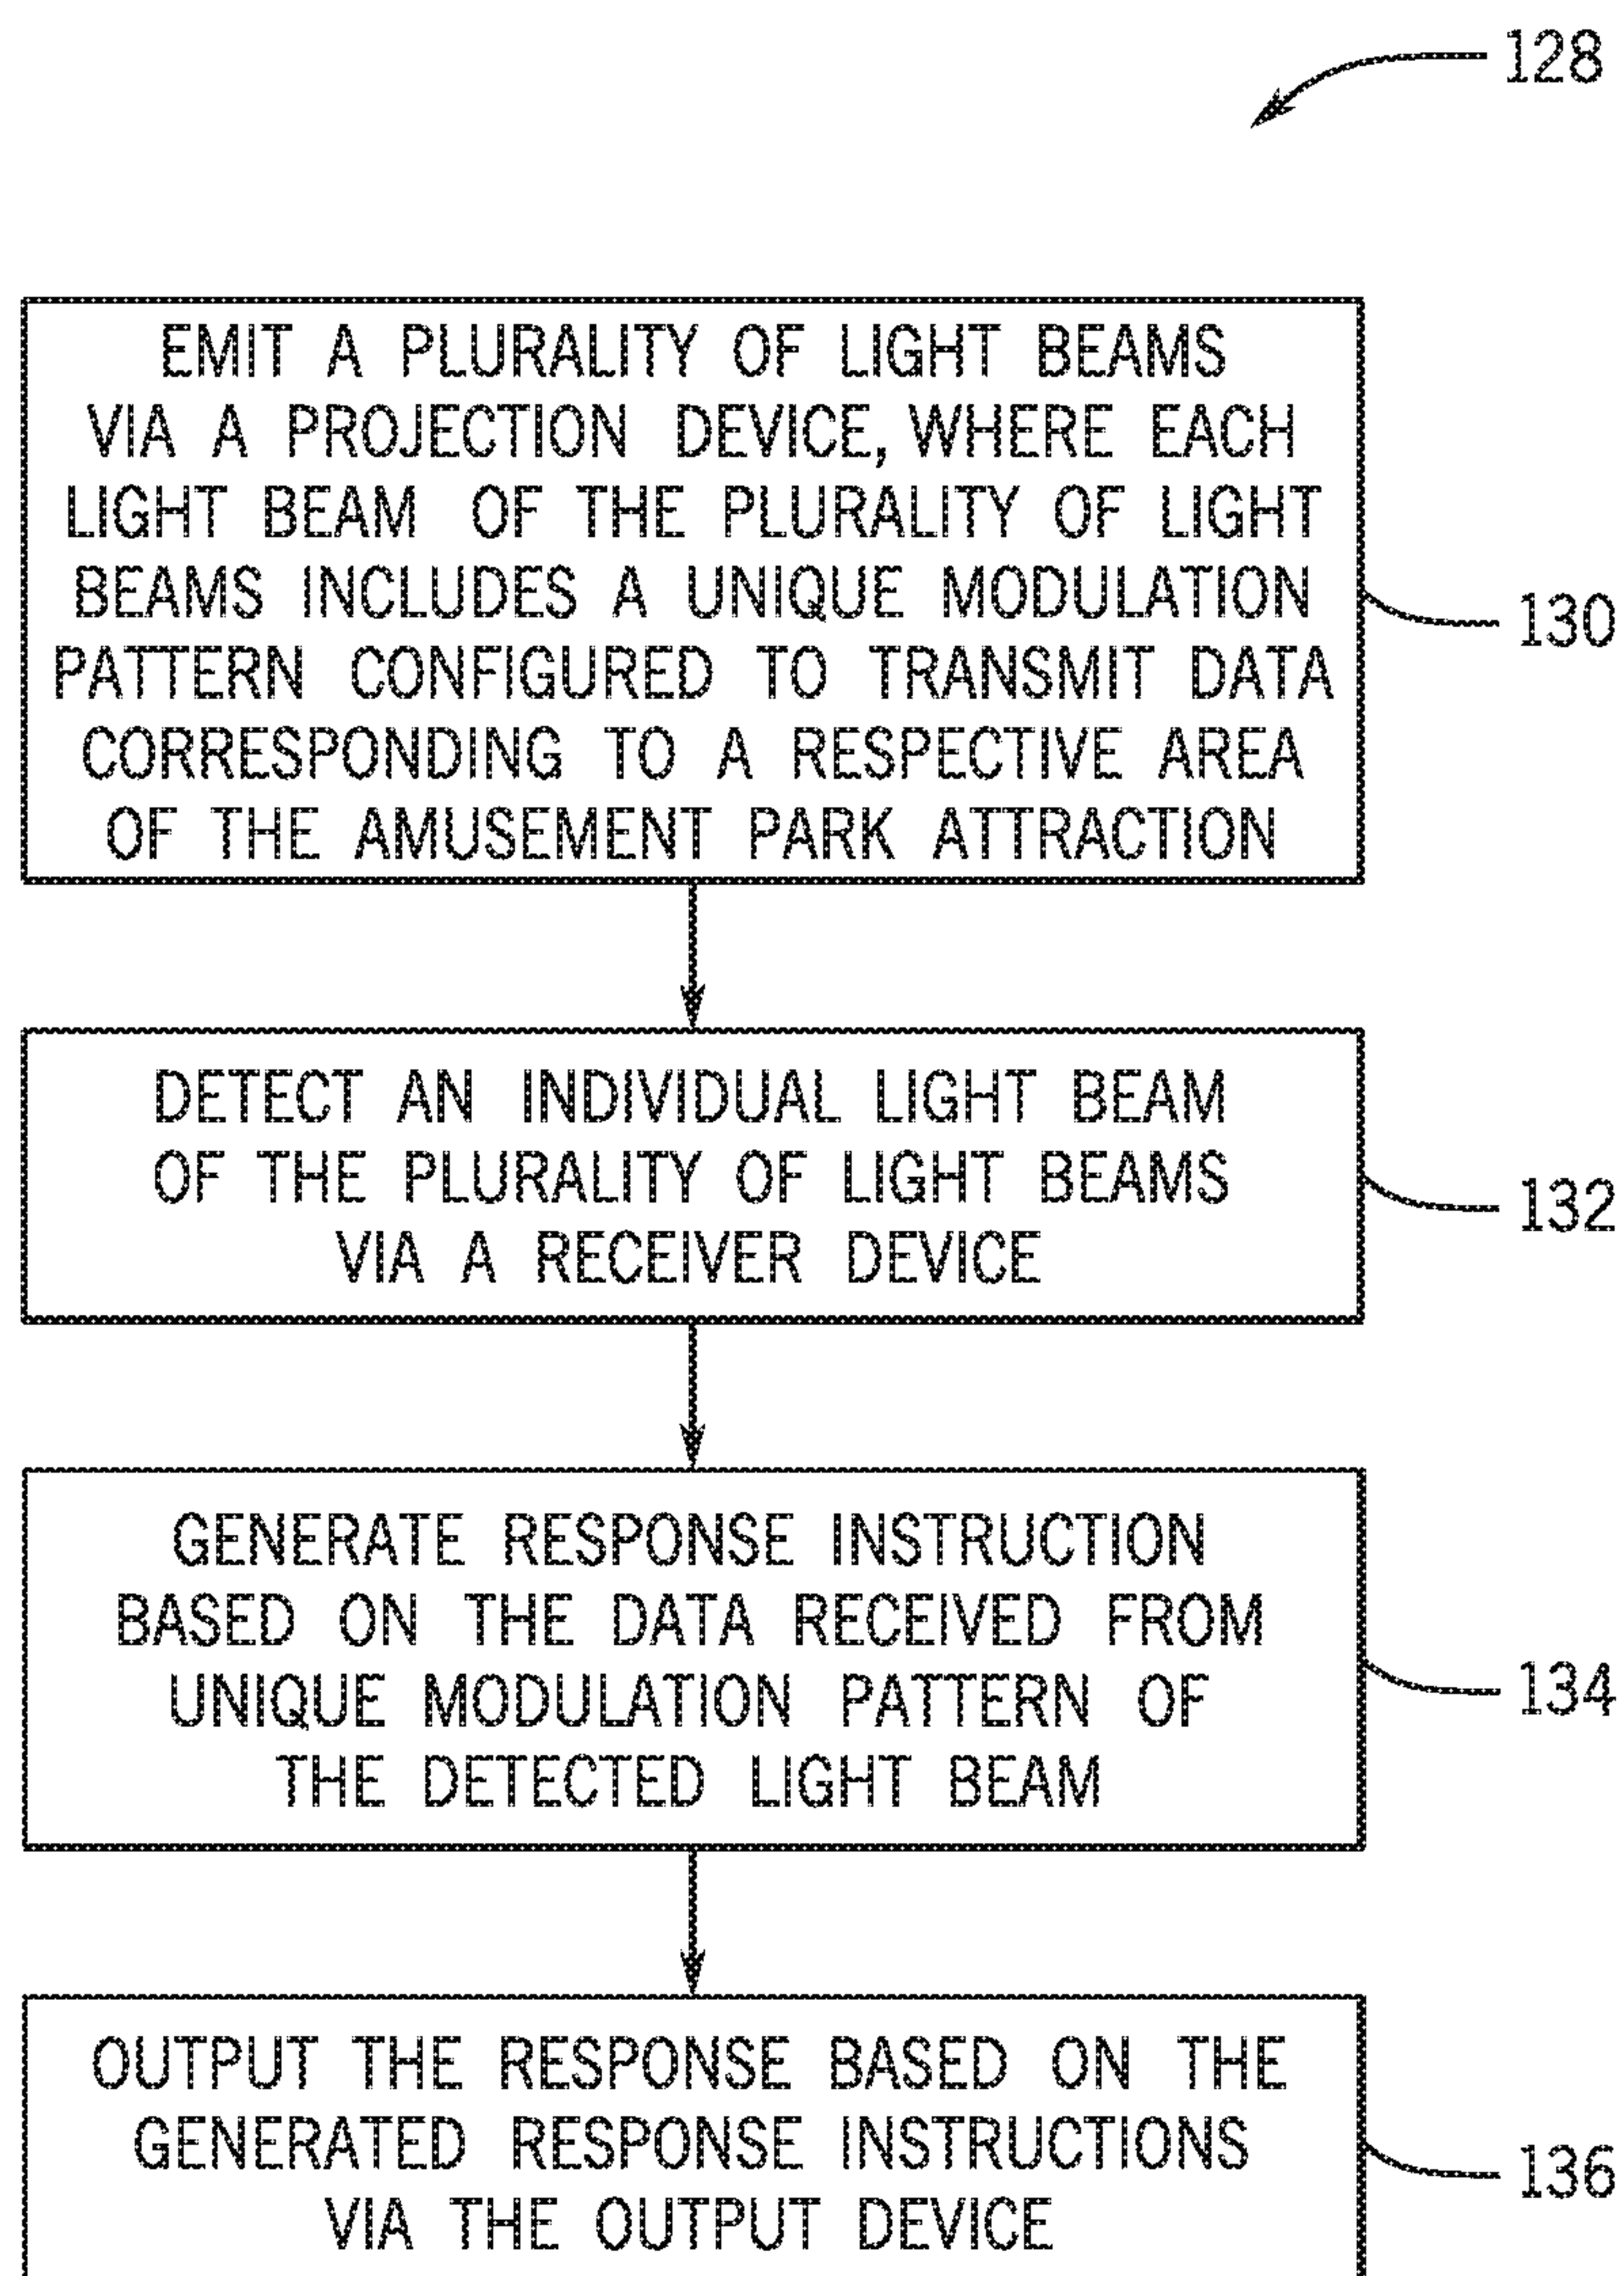 128
EMIT A PLURALITY OF LIGHT BEAMS
VIA A PROJECTION DEVICE, WHERE EACH
LIGHT BEAM OF THE PLURALITY OF LIGHT
BEAMS INCLUDES A UNIQUE MODULATION
PATTERN CONFIGURED TO TRANSMIT DATA
CORRESPONDING TO A RESPECTIVE AREA
OF THE AMUSEMENT PARK ATTRACTION
130
DETECT AN INDIVIDUAL LIGHT BEAM
OF THE PLURALITY OF LIGHT BEAMS
VIA A RECEIVER DEVICE
132
GENERATE RESPONSE INSTRUCTION
BASED ON THE DATA RECEIVED FROM
UNIQUE MODULATION PATTERN OF
THE DETECTED LIGHT BEAM
134
OUTPUT THE RESPONSE BASED ON THE
GENERATED RESPONSE INSTRUCTIONS
VIA THE OUTPUT DEVICE
136